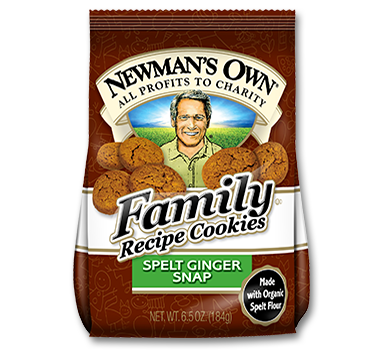 NEWMAN'S OWN®
ALL PROFITS TO CHARITY
Family
Recipe Cookies
SPELT GINGER
SNAP
Made
with Organic
Spelt Flour
NET. WT. 6.5 OZ. (184g)